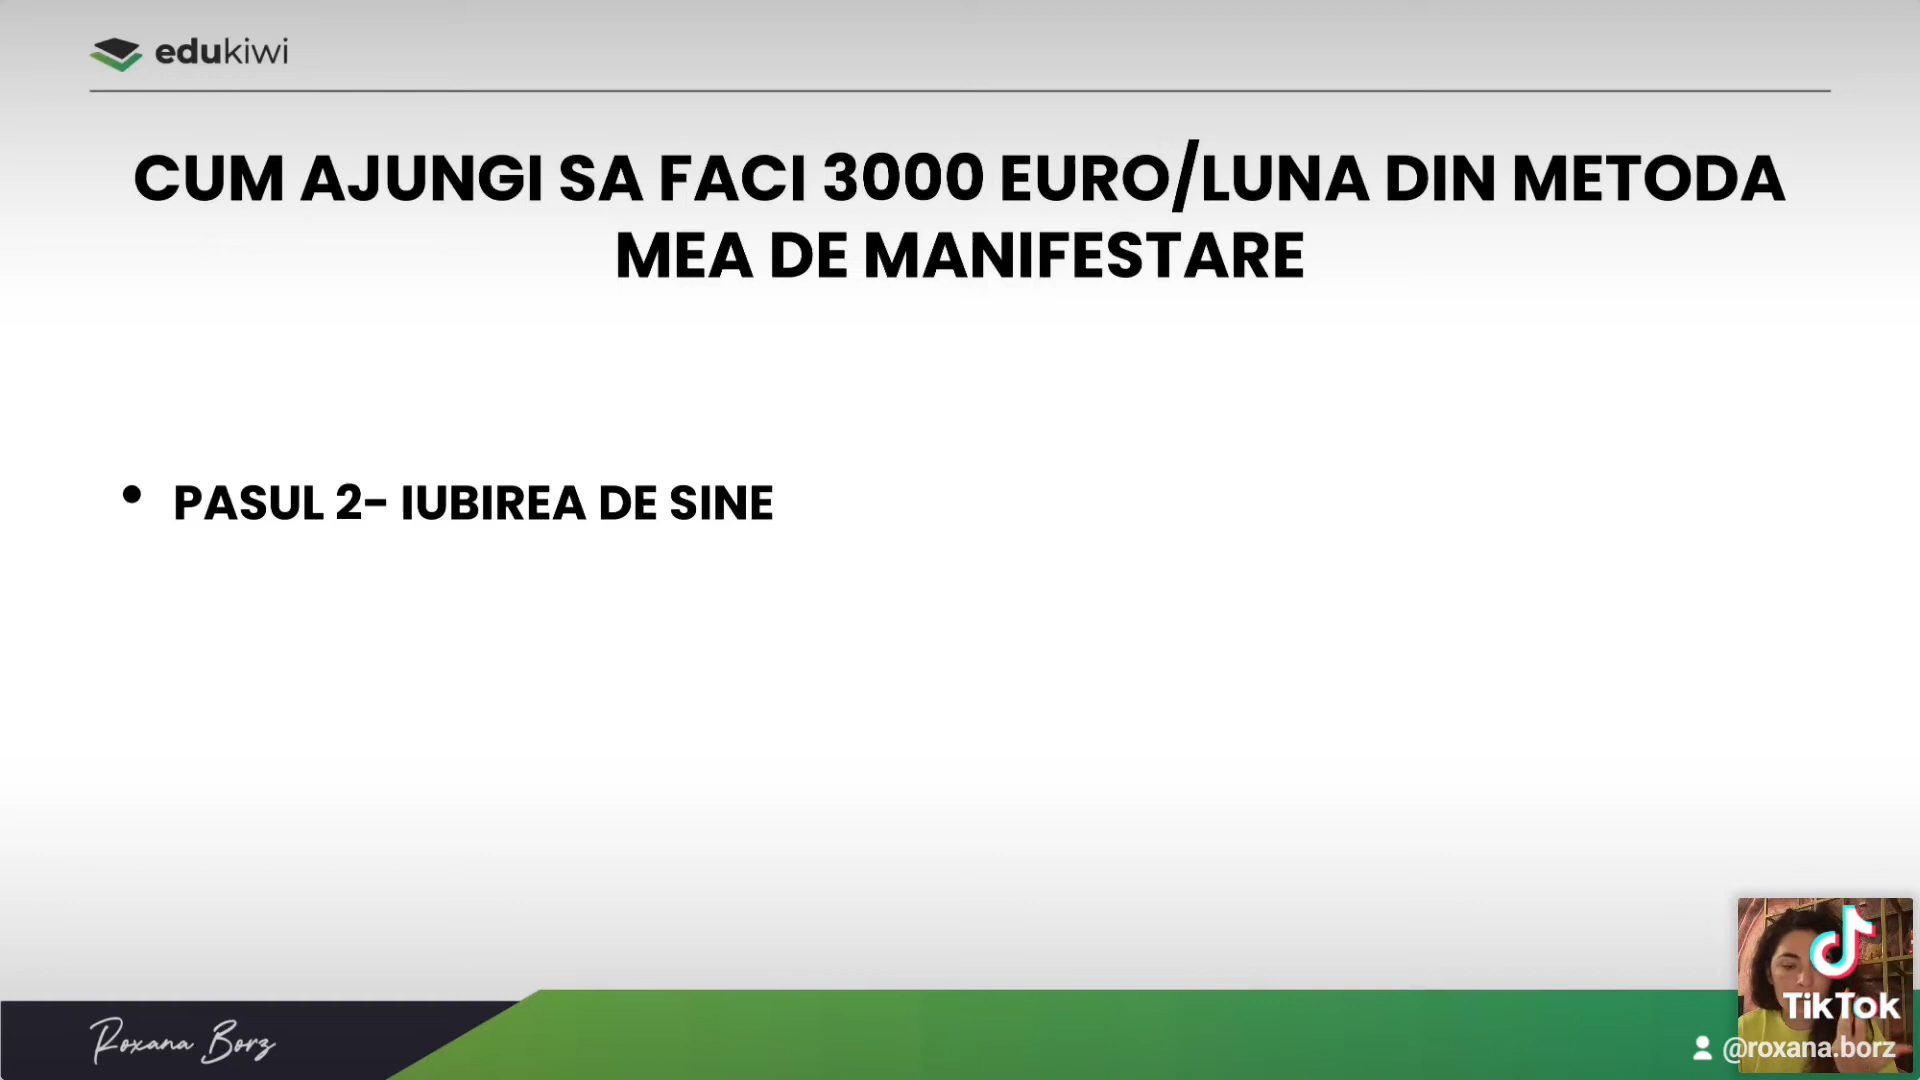 edukiwi
CUM AJUNGI SA FACI 3000 EURO/LUNA DIN METODA
MEA DE MANIFESTARE
• PASUL 2- IUBIREA DE SINE
Roxana Borz
TikTok
@roxana.borz